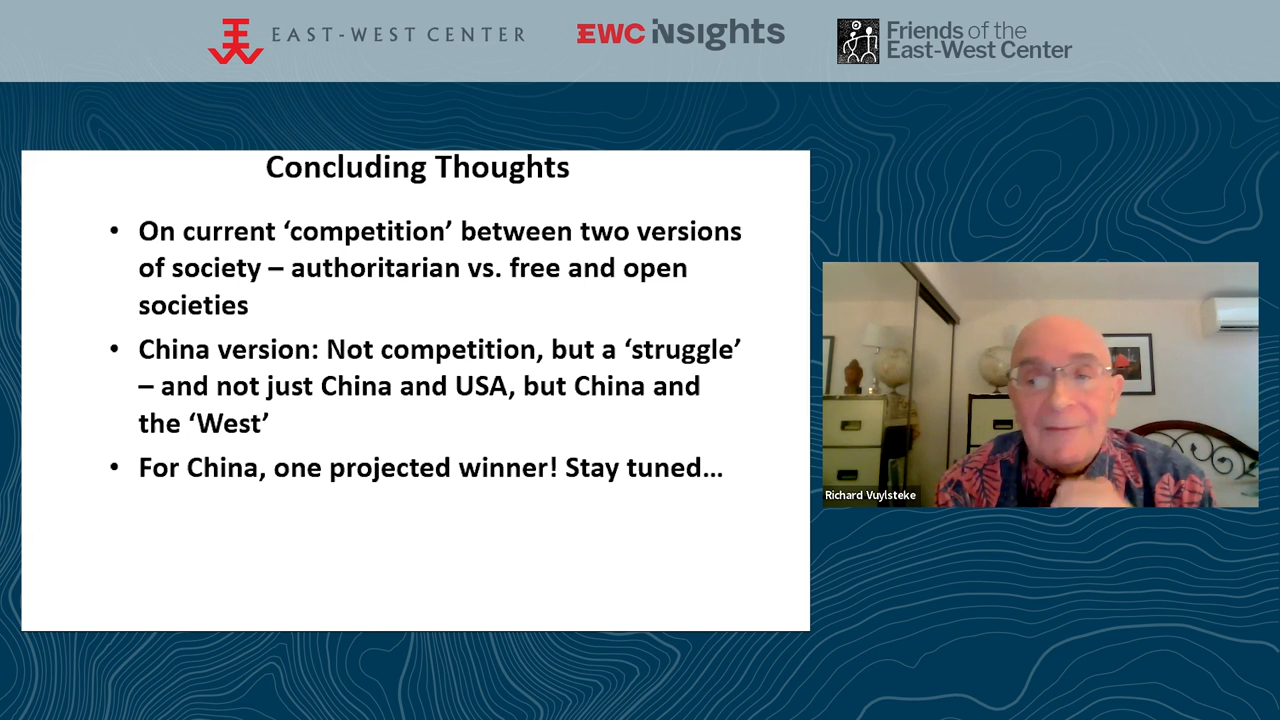 EAST-WEST CENTER
EWC insights
Friends of the
East-West Center
Concluding Thoughts
• On current ‘competition’ between two versions
of society – authoritarian vs. free and open
societies
• China version: Not competition, but a ‘struggle’
– and not just China and USA, but China and
the ‘West’
• For China, one projected winner! Stay tuned…
Richard Vuylsteke